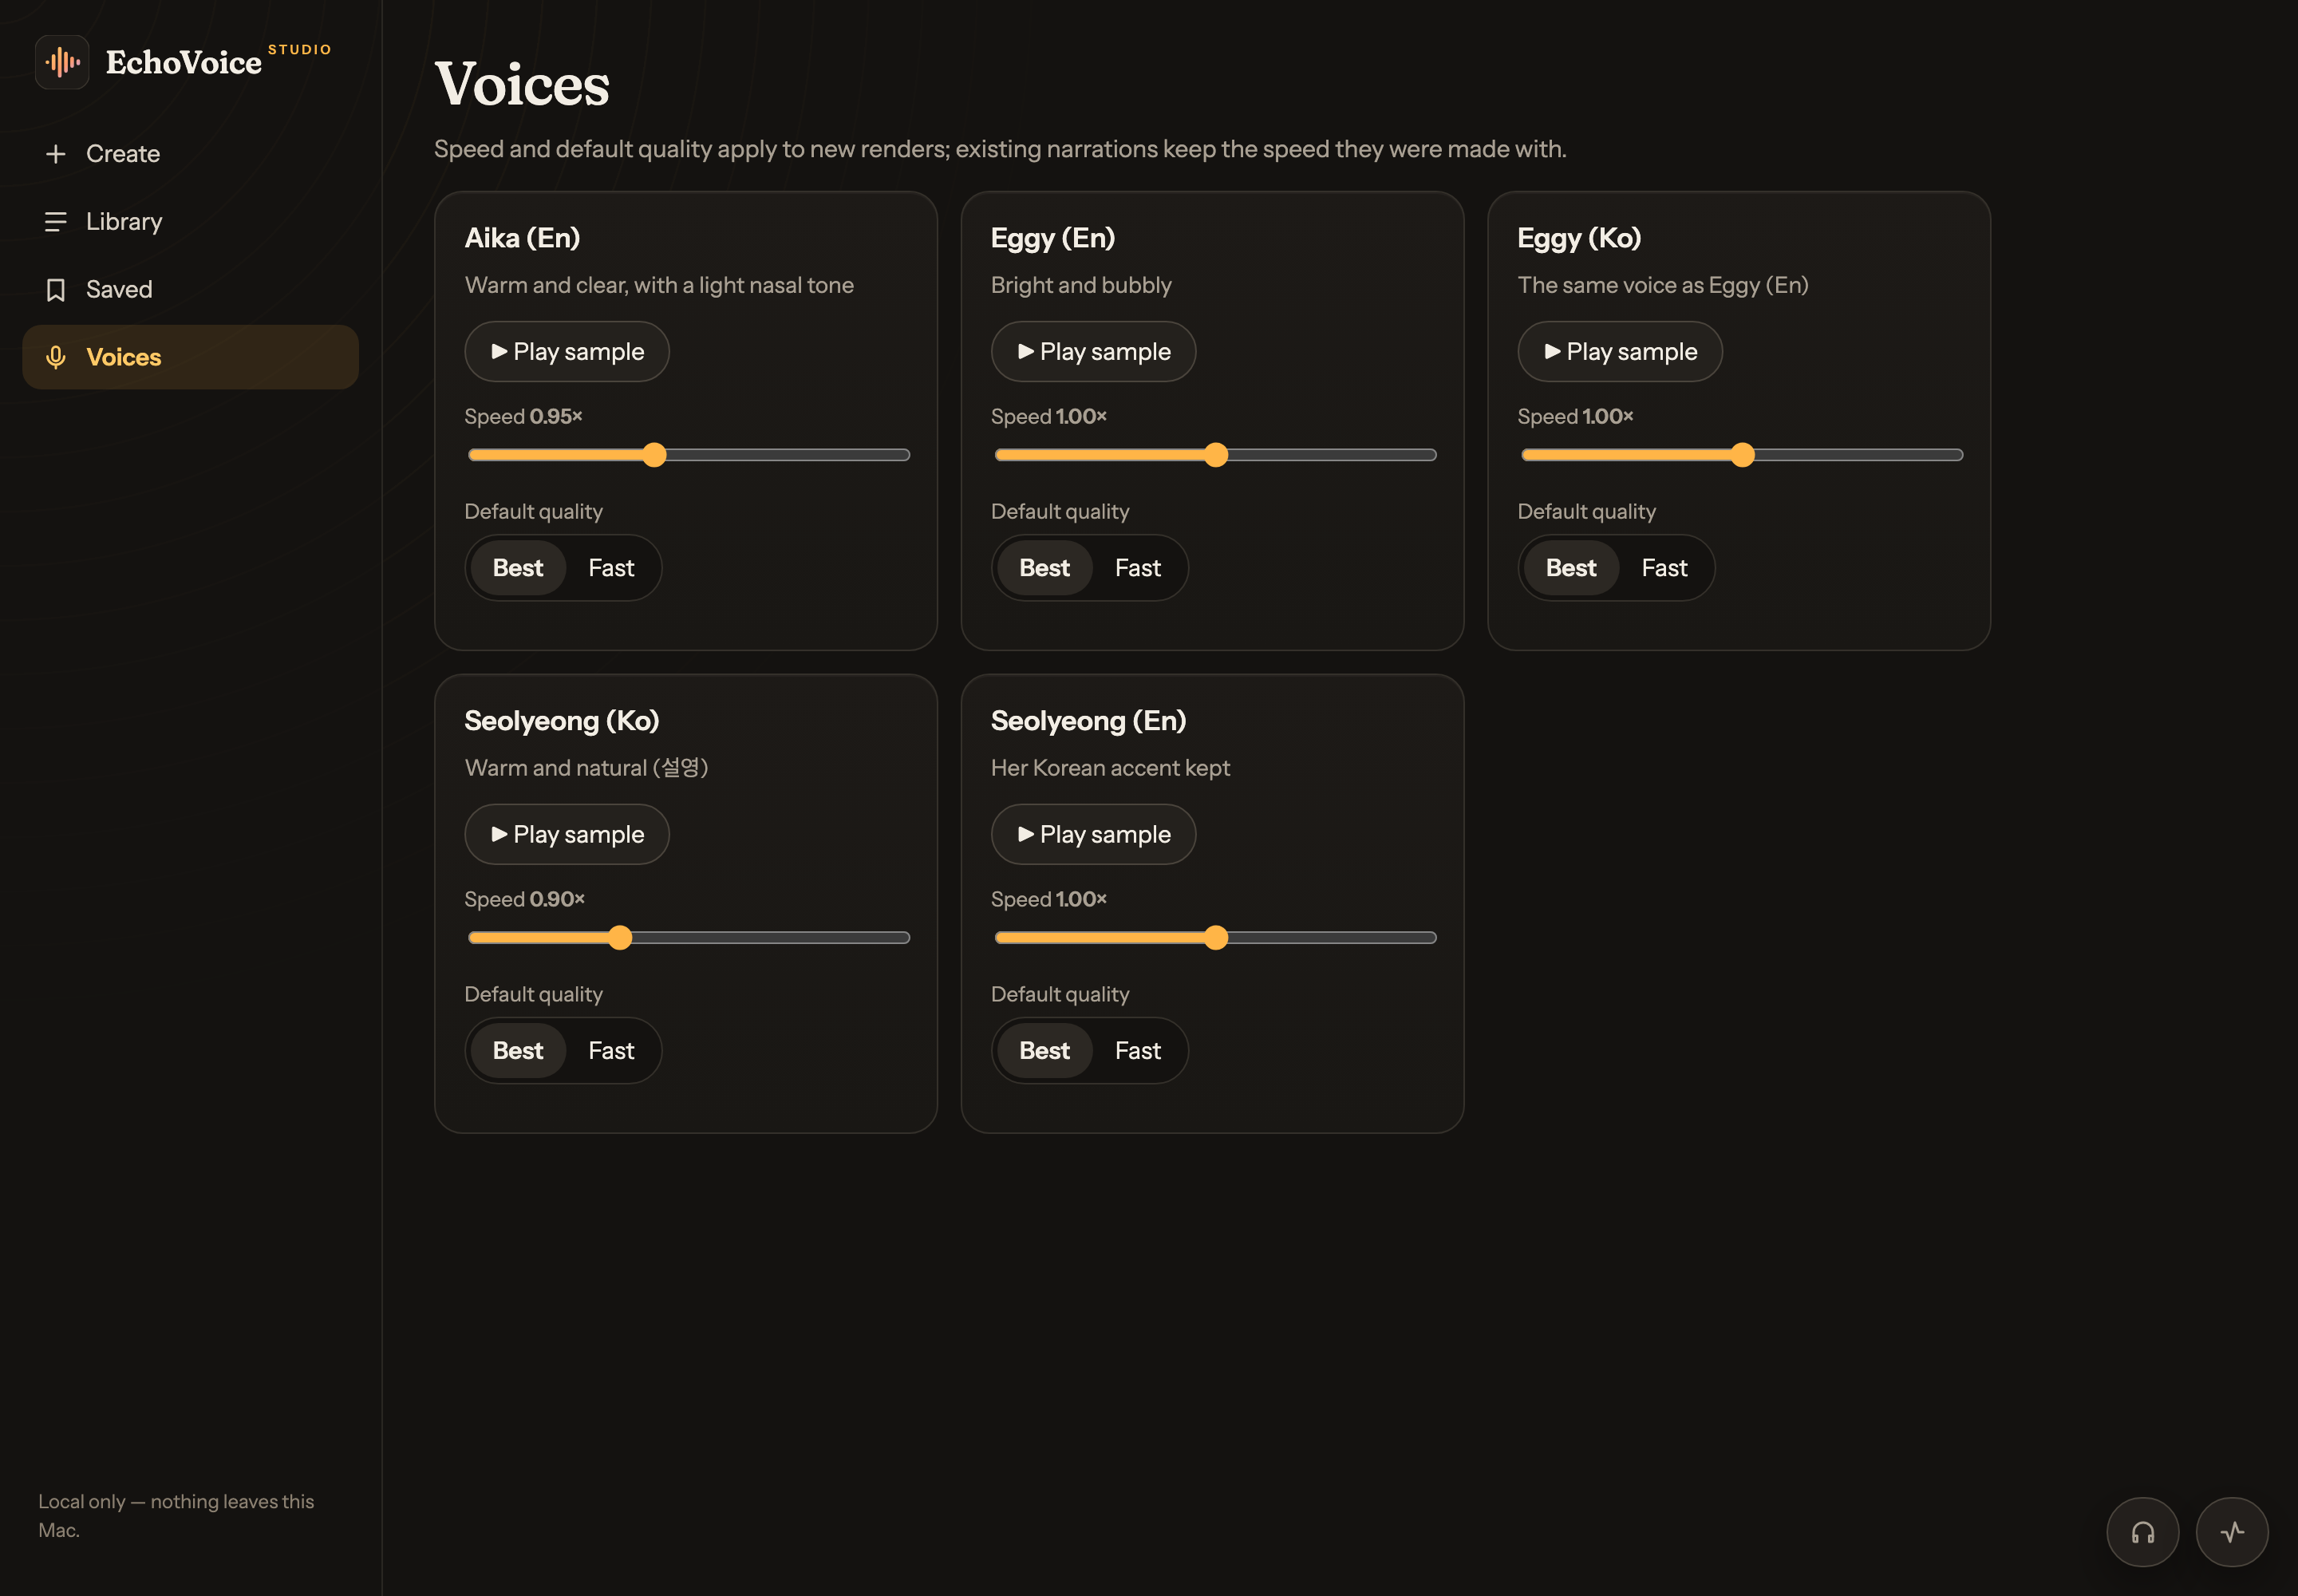 EchoVoice STUDIO
Create
Library
Saved
Voices
Local only — nothing leaves this
Mac.
Voices
Speed and default quality apply to new renders; existing narrations keep the speed they were made with.
Aika (En)
Warm and clear, with a light nasal tone
Play sample
Speed 0.95×
Default quality
Best Fast
Eggy (En)
Bright and bubbly
Play sample
Speed 1.00×
Default quality
Best Fast
Eggy (Ko)
The same voice as Eggy (En)
Play sample
Speed 1.00×
Default quality
Best Fast
Seolyeong (Ko)
Warm and natural (설영)
Play sample
Speed 0.90×
Default quality
Best Fast
Seolyeong (En)
Her Korean accent kept
Play sample
Speed 1.00×
Default quality
Best Fast